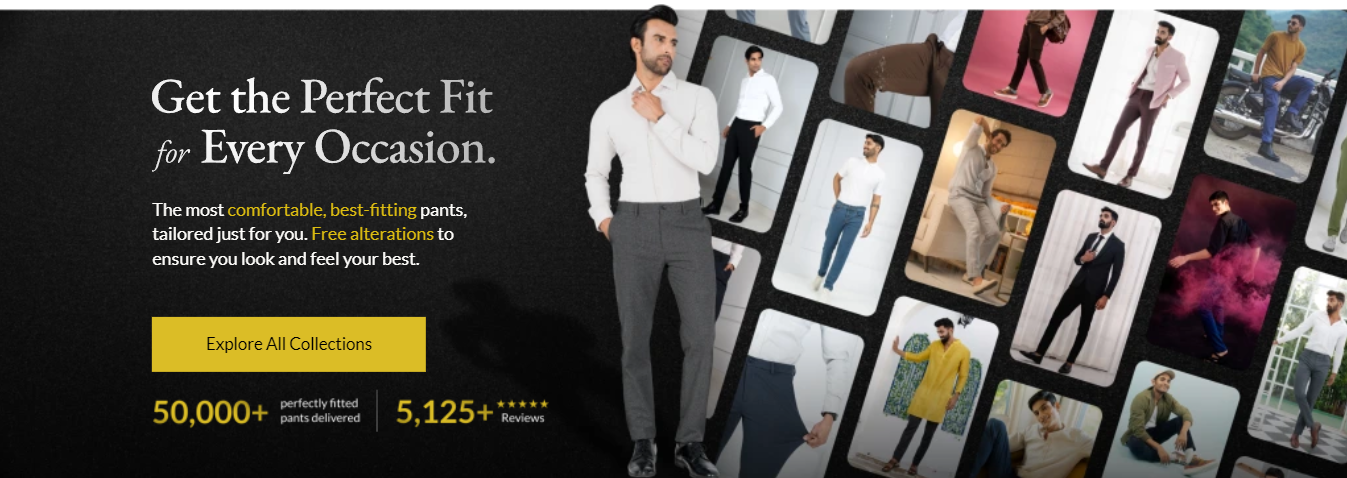 Get the Perfect Fit
for Every Occasion.
The most comfortable, best-fitting pants,
tailored just for you. Free alterations to
ensure you look and feel your best.
Explore All Collections
50,000+ perfectly fitted
pants delivered
5,125+ ★★★★★
Reviews